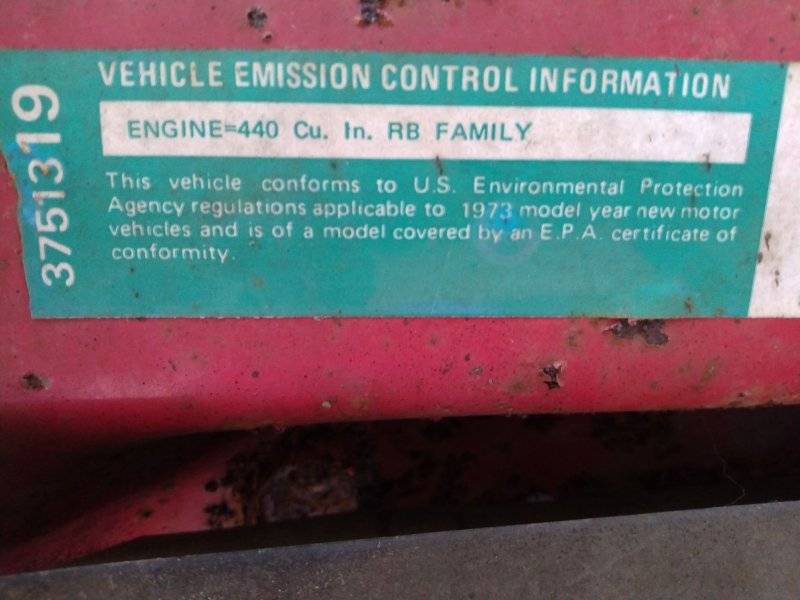 VEHICLE EMISSION CONTROL INFORMATION
ENGINE=440 Cu. In. RB FAMILY
This vehicle conforms to U.S. Environmental Protection
Agency regulations applicable to 1973 model year new motor
vehicles and is of a model covered by an E.P.A. certificate of
conformity.
3751319